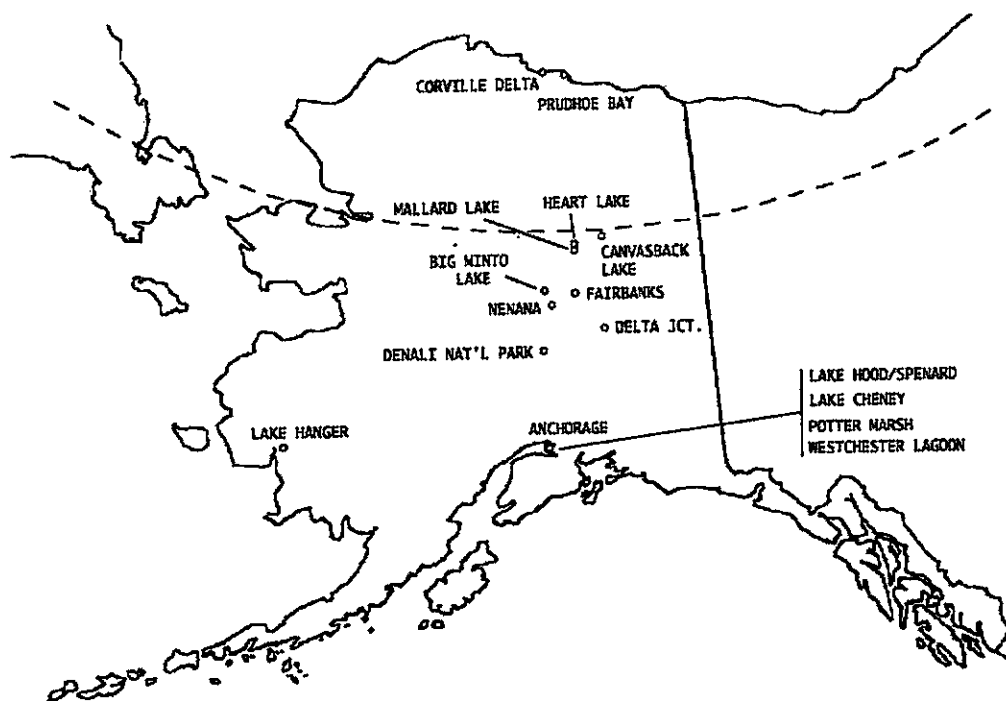 CORVILLE DELTA
PRUDHOE BAY
MALLARD LAKE
HEART LAKE
CANVASBACK
LAKE
BIG MINTO
LAKE
FAIRBANKS
NENANA
DELTA JCT.
DENALI NAT'L PARK
LAKE HOOD/SPENARD
LAKE CHENEY
POTTER MARSH
WESTCHESTER LAGOON
ANCHORAGE
LAKE HANGER